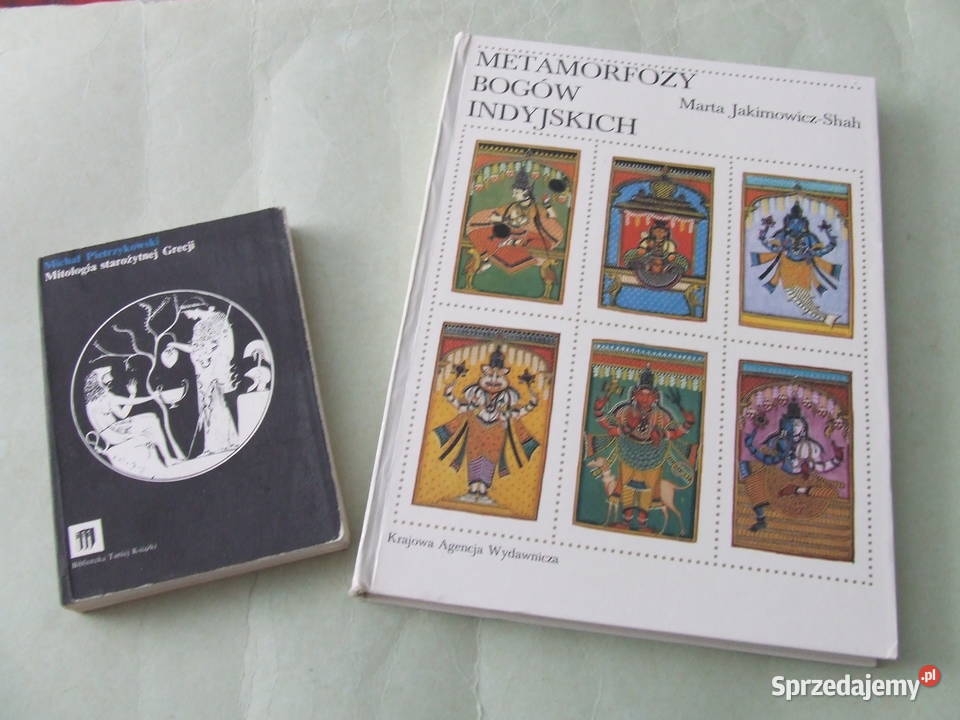 Michał Pietrzykowski
Mitologia starożytnej Grecji
Biblioteka Taniej Książki
METAMORFOZY
BOGÓW
INDYJSKICH
Marta Jakimowicz-Shah
Krajowa Agencja Wydawnicza
Sprzedajemy.pl